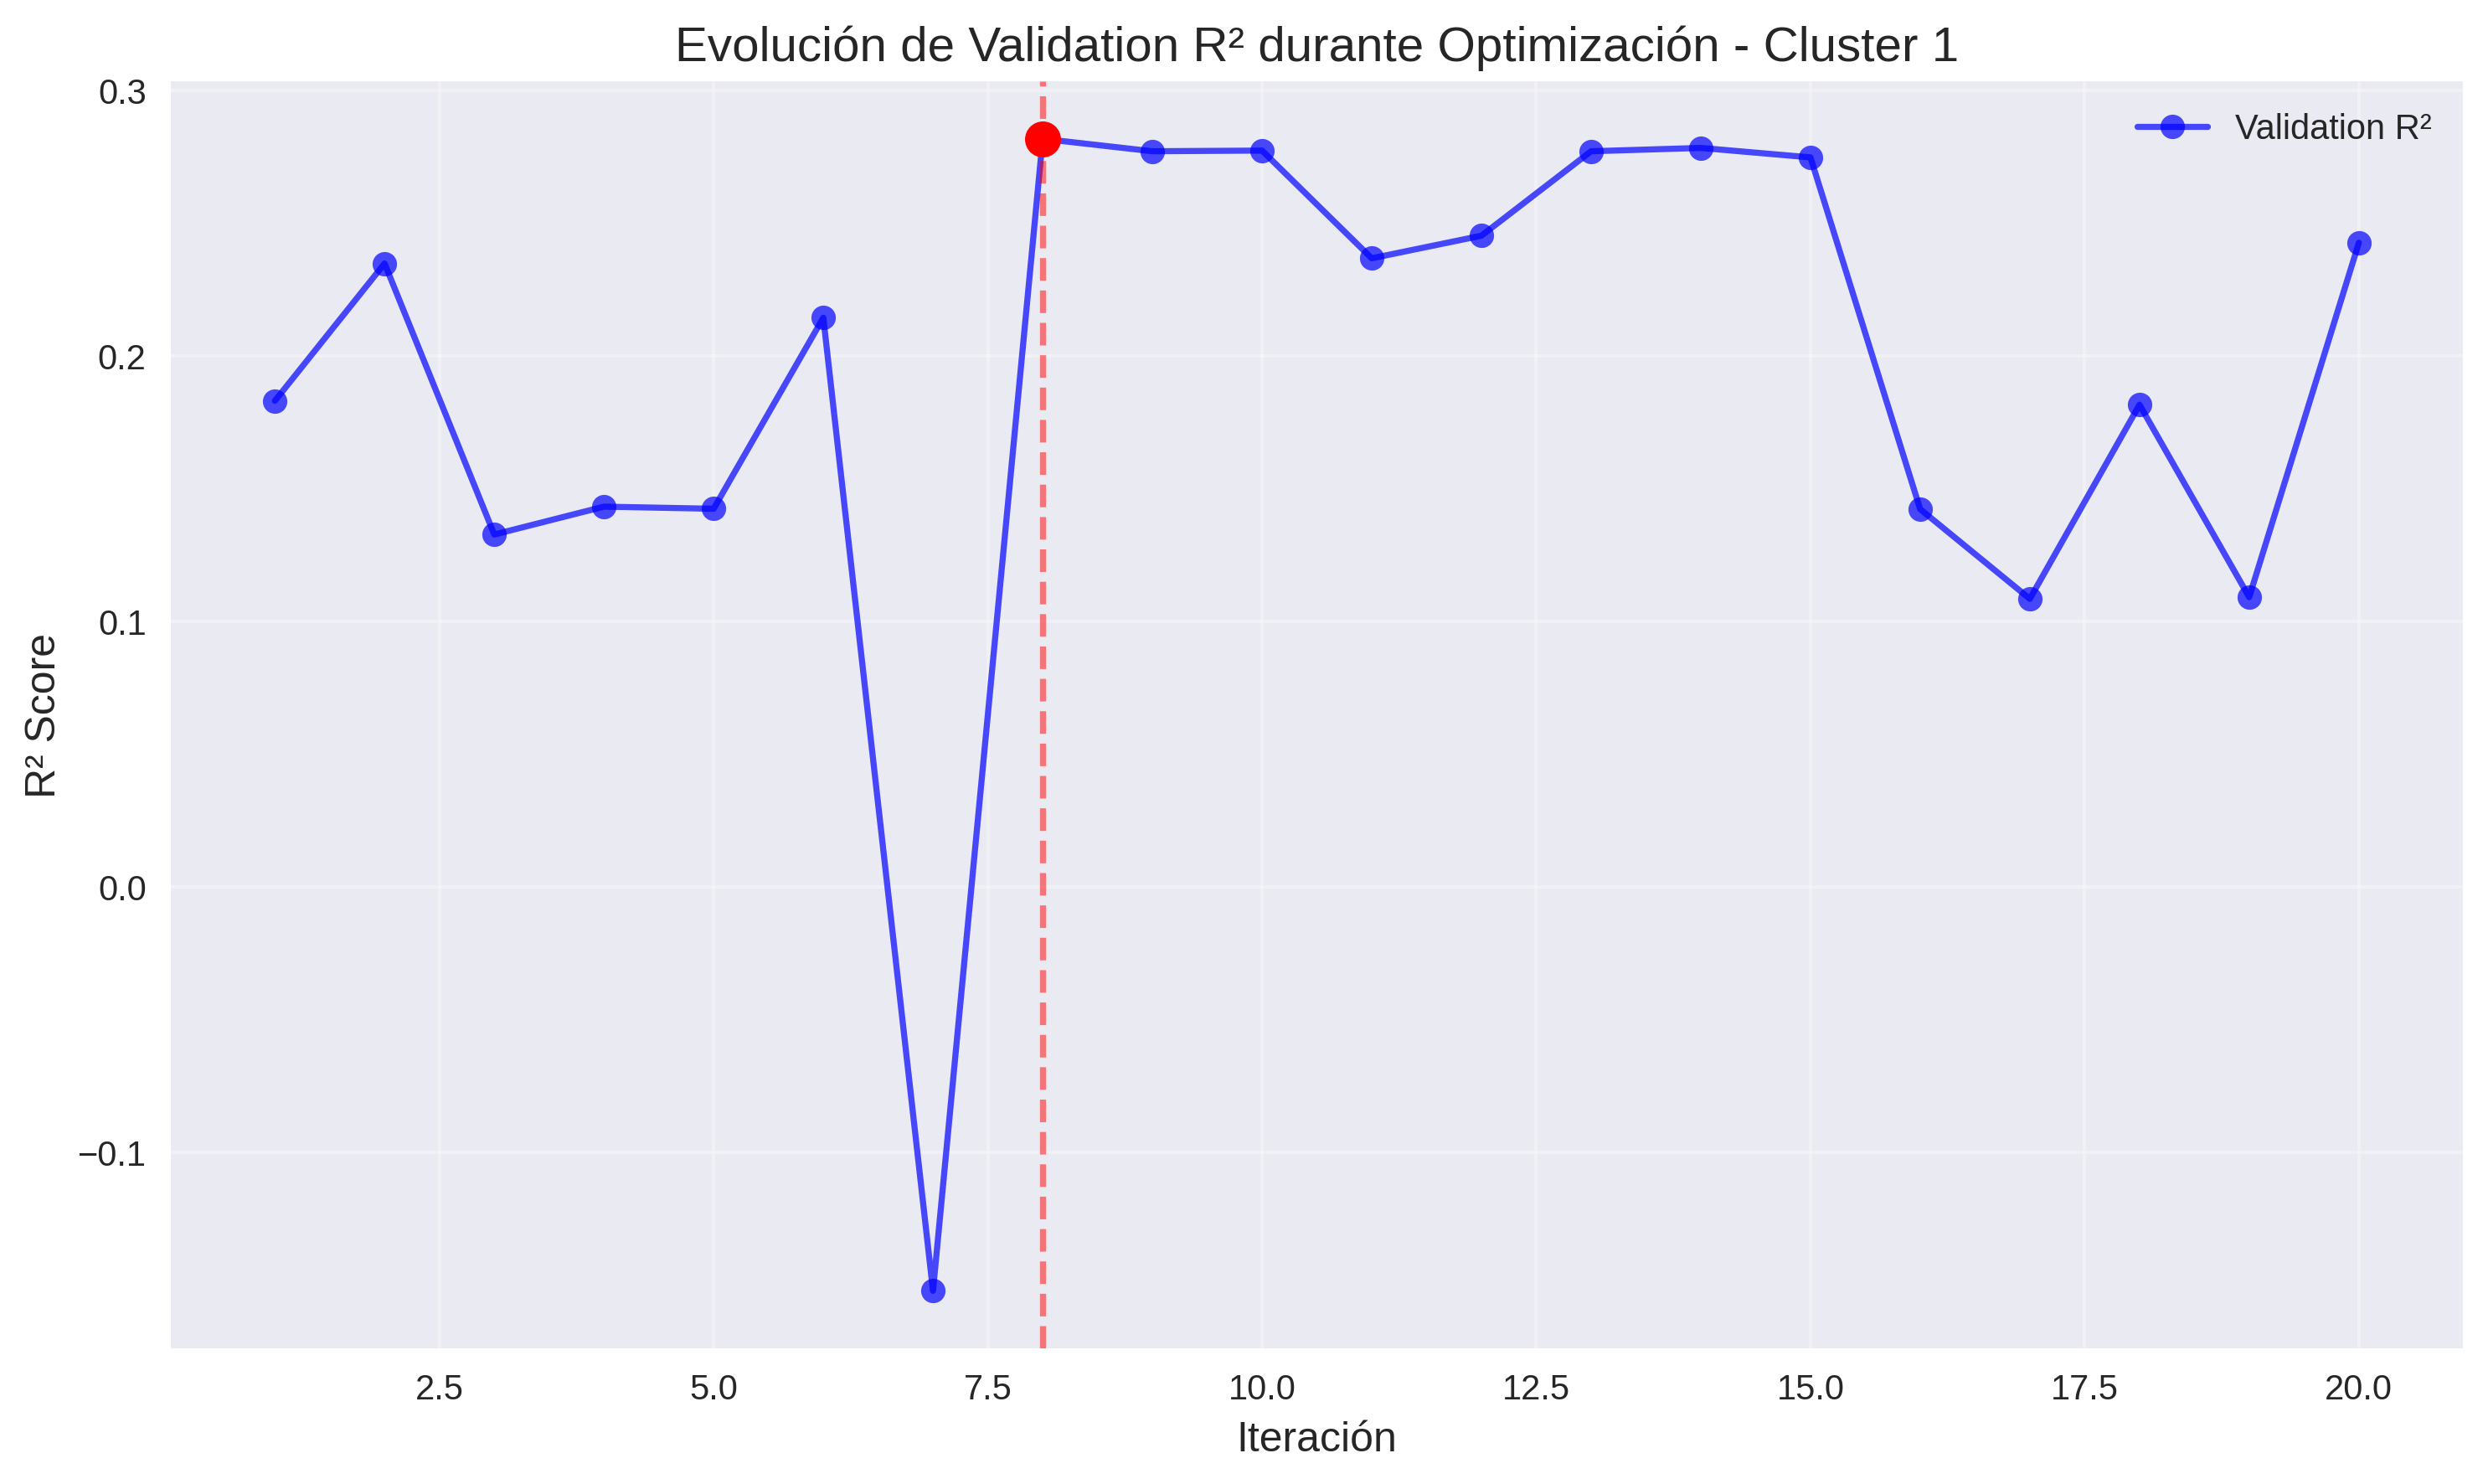 Evolución de Validation R² durante Optimización - Cluster 1
Validation R²
R² Score
0.3
0.2
0.1
0.0
−0.1
2.5 5.0 7.5 10.0 12.5 15.0 17.5 20.0
Iteración